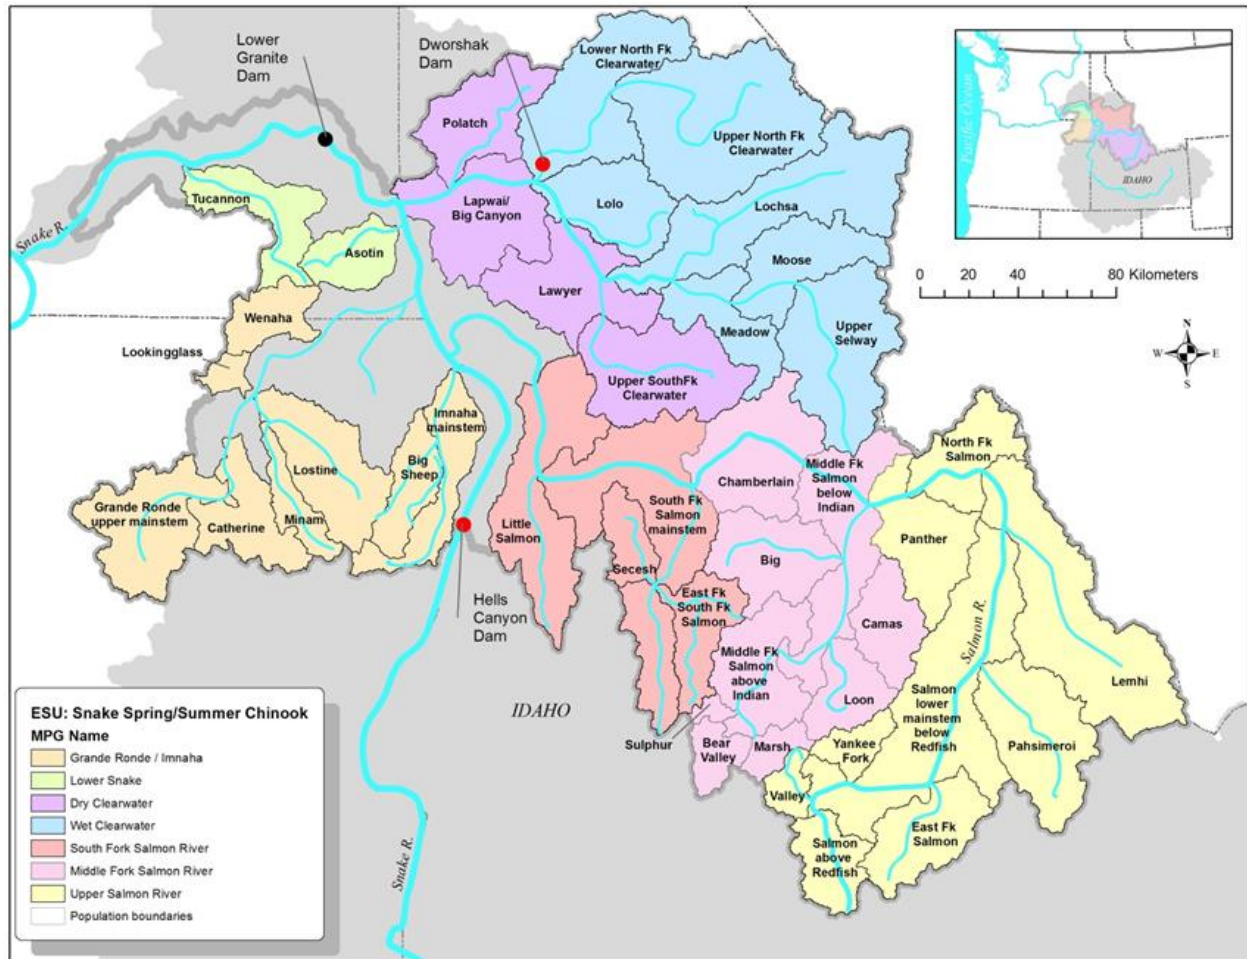 Lower
Granite
Dam
Dworshak
Dam
Lower North Fk
Clearwater
Polatch
Upper North Fk
Clearwater
Tucannon
Lapwai/
Big Canyon
Lolo
Lochsa
Snake R.
Asotin
Moose
Lawyer
Wenaha
Meadow
Upper
Selway
Lookingglass
Upper SouthFk
Clearwater
Imnaha
mainstem
North Fk
Salmon
Big
Sheep
Lostine
Chamberlain
Middle Fk
Salmon
below
Indian
Grande Ronde
upper mainstem
Catherine
Minam
Little
Salmon
South Fk
Salmon
mainstem
Panther
Secesh
Big
East Fk
South Fk
Salmon
Hells
Canyon
Dam
Camas
Salmon R.
Middle Fk
Salmon
above
Indian
Loon
Lemhi
Salmon
lower
mainstem
below
Redfish
Pahsimeroi
IDAHO
Sulphur
Bear
Valley
Marsh
Yankee
Fork
Valley
East Fk
Salmon
Salmon
above
Redfish
Snake R.
Pacific Ocean
IDAHO
0 20 40 80 Kilometers
N
W E
S
ESU: Snake Spring/Summer Chinook
MPG Name
Grande Ronde / Imnaha
Lower Snake
Dry Clearwater
Wet Clearwater
South Fork Salmon River
Middle Fork Salmon River
Upper Salmon River
Population boundaries